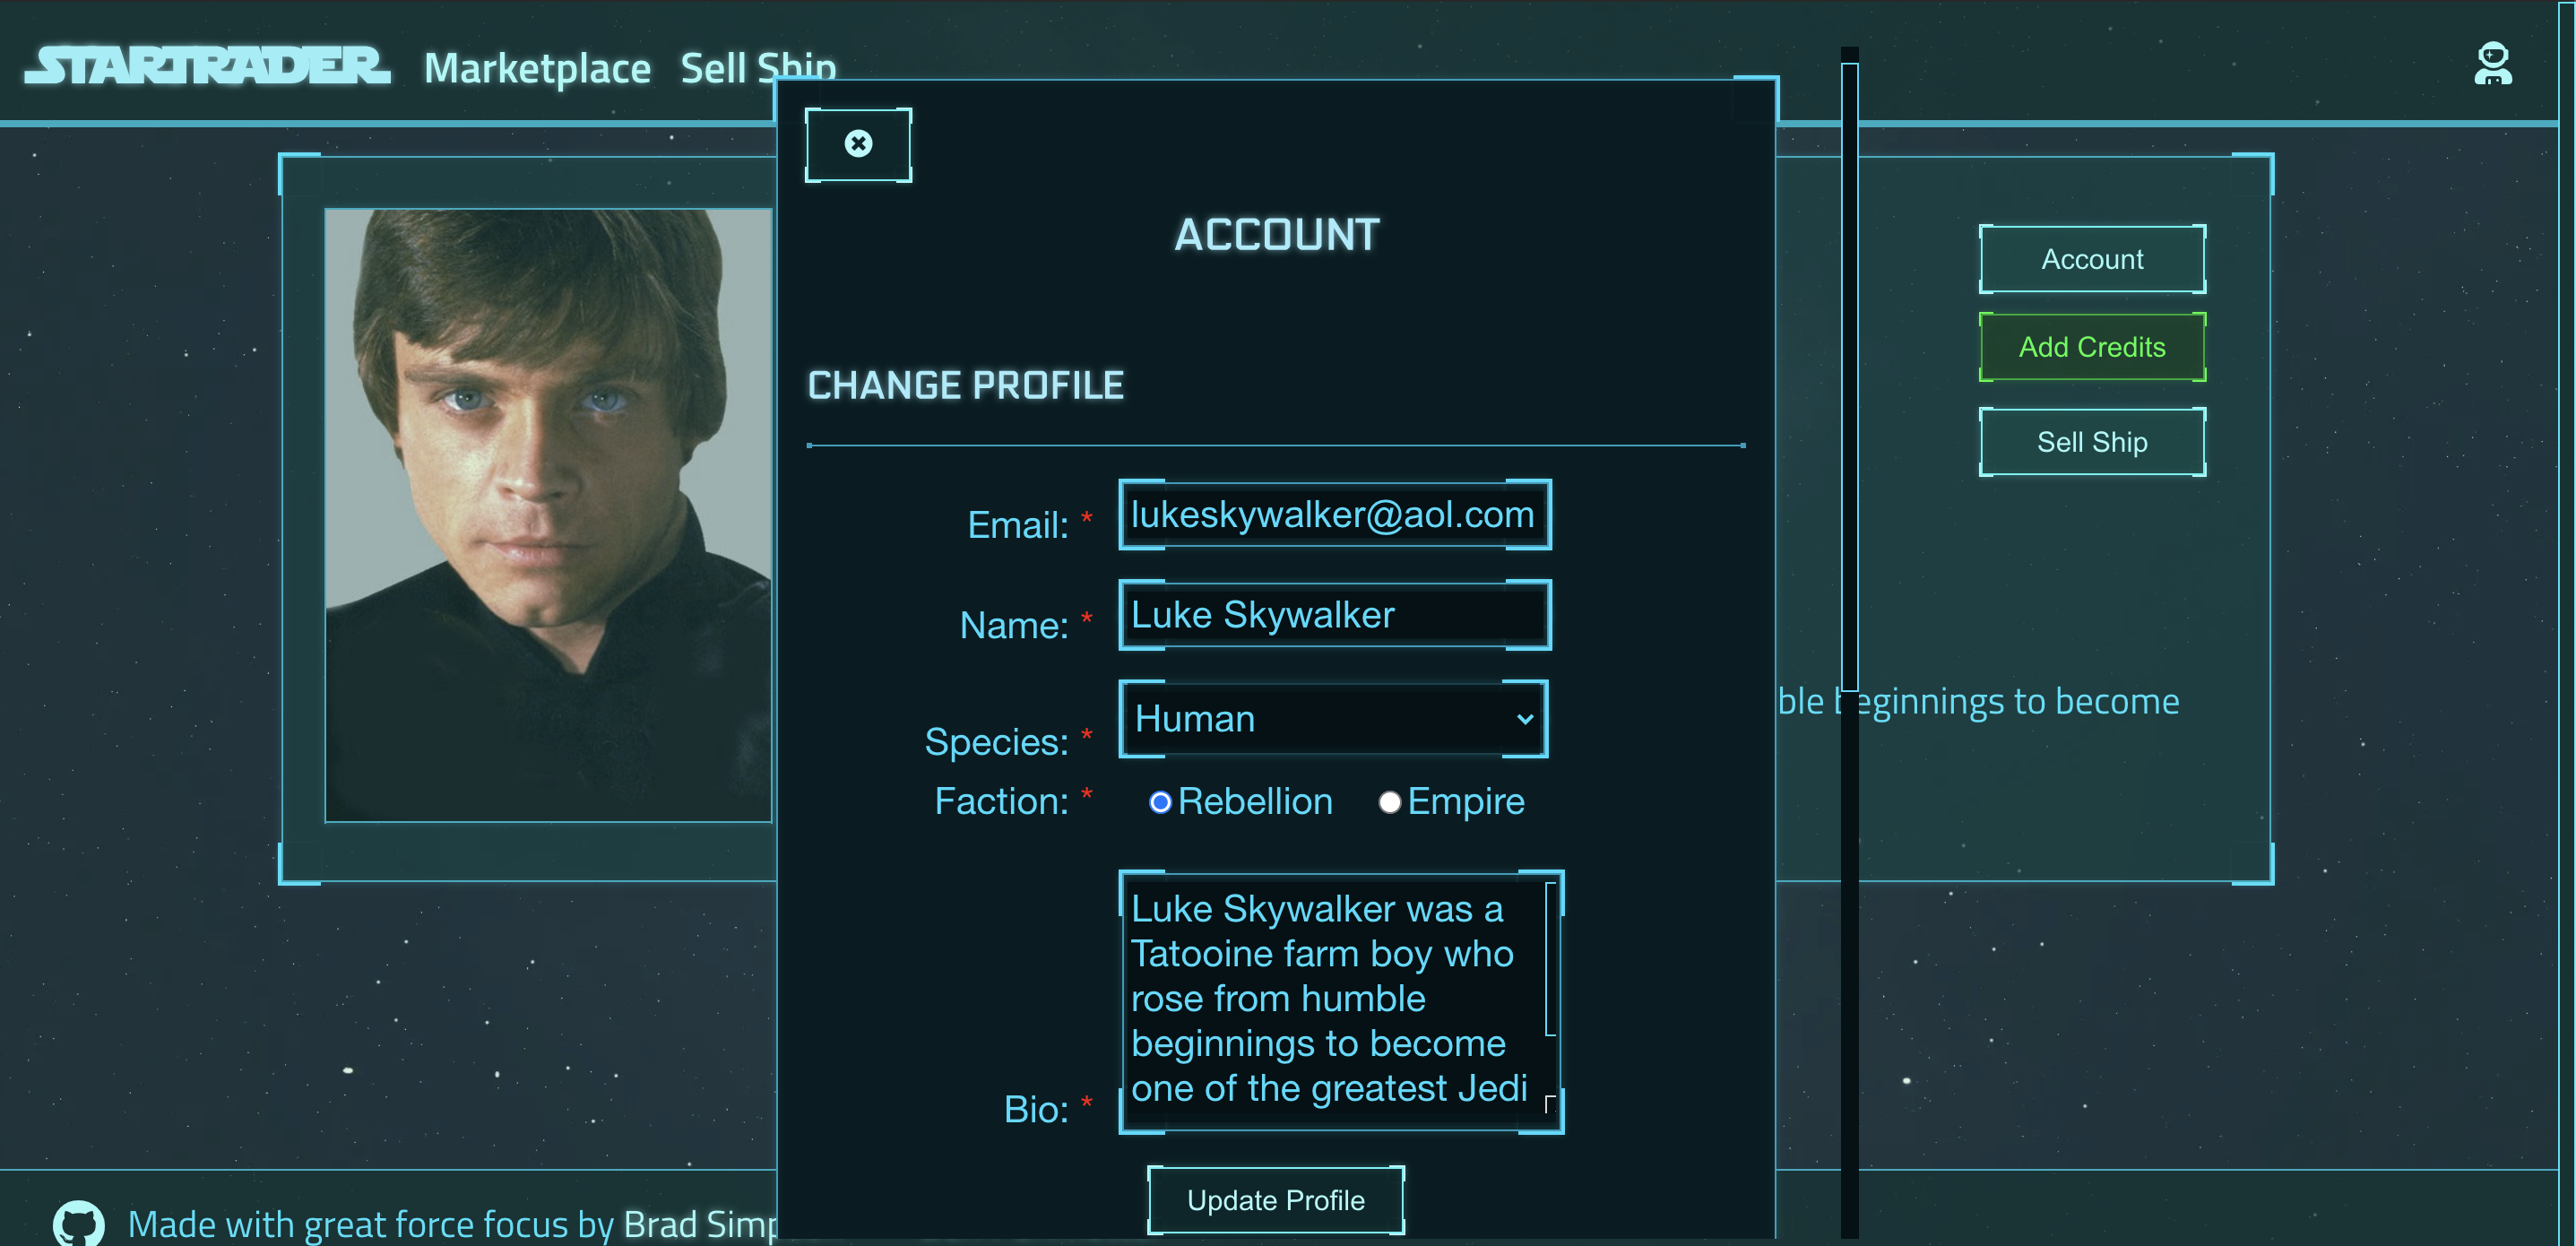 STARTRADER Marketplace Sell Ship
ACCOUNT
CHANGE PROFILE
Email: * lukeskywalker@aol.com
Name: * Luke Skywalker
Species: * Human
Faction: * Rebellion Empire
Luke Skywalker was a
Tatooine farm boy who
rose from humble
beginnings to become
one of the greatest Jedi
Bio: *
Update Profile
Account
Add Credits
Sell Ship
beginnings to become
Made with great force focus by Brad